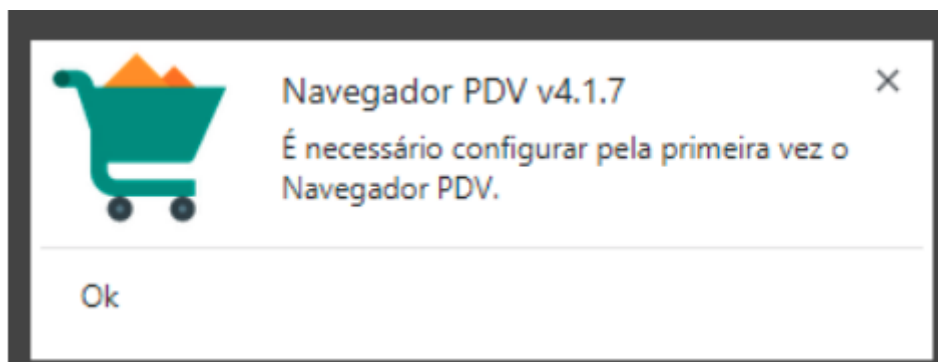 Navegador PDV v4.1.7
É necessário configurar pela primeira vez o
Navegador PDV.
Ok